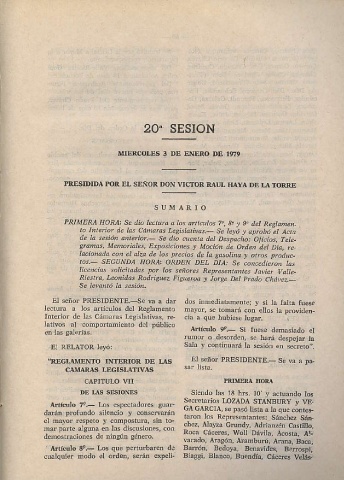 20ª SESION
MIERCOLES 3 DE ENERO DE 1979
PRESIDIDA POR EL SEÑOR DON VICTOR RAUL HAYA DE LA TORRE
SUMARIO
PRIMERA HORA: Se dio lectura a los artículos 7º, 8º y 9º del Reglamen-
to Interior de las Cámaras Legislativas.— Se leyó y aprobó el Acta
de la sesión anterior.— Se dio cuenta del Despacho: Oficios, Tele-
gramas, Memoriales, Exposiciones y Moción de Orden del Día, re-
lacionada con el alza de los precios de la gasolina y otros produc-
tos.— SEGUNDA HORA: ORDEN DEL DIA: Se concedieron las
licencias solicitadas por los señores Representantes Javier Valle-
Riestra, Leonidas Rodríguez Figueroa y Jorge Del Prado Chávez.—
Se levantó la sesión.
El señor PRESIDENTE.—Se va a dar
lectura a los artículos del Reglamento
Interior de las Cámaras Legislativas, re-
lativos al comportamiento del público
en las galerías.
El RELATOR leyó:
"REGLAMENTO INTERIOR DE LAS
CAMARAS LEGISLATIVAS
CAPITULO VII
DE LAS SESIONES
Artículo 7º.— Los espectadores guar-
darán profundo silencio y conservarán
el mayor respeto y compostura, sin to-
mar parte alguna en las discusiones, con
demostraciones de ningún género.
Artículo 8º.— Los que perturbaren de
cualquier modo al orden, serán expeli-
dos inmediatamente; y si la falta fuese
mayor, se tomará con ellos la providen-
cia a que hubiese lugar.
Artículo 9º.— Si fuese demasiado el
rumor o desorden, se hará despejar la
Sala y continuará la sesión en secreto".
El señor PRESIDENTE.— Se va a pa-
sar lista.
PRIMERA HORA
Siendo las 18 hrs. 10' y actuando los
Secretarios LOZADA STANBURY y VE-
GA GARCIA, se pasó lista a la que contes-
taron los Representantes: Sánchez Sán-
chez, Alayza Grundy, Adrianzén Castillo,
Roca Cáceres, Wall Dávila, Acosta, Al-
varado, Aragón, Aramburú, Arana, Baca,
Barrón, Bedoya, Benavides, Berrospi,
Biaggi, Blanco, Buendía, Cáceres Velás-